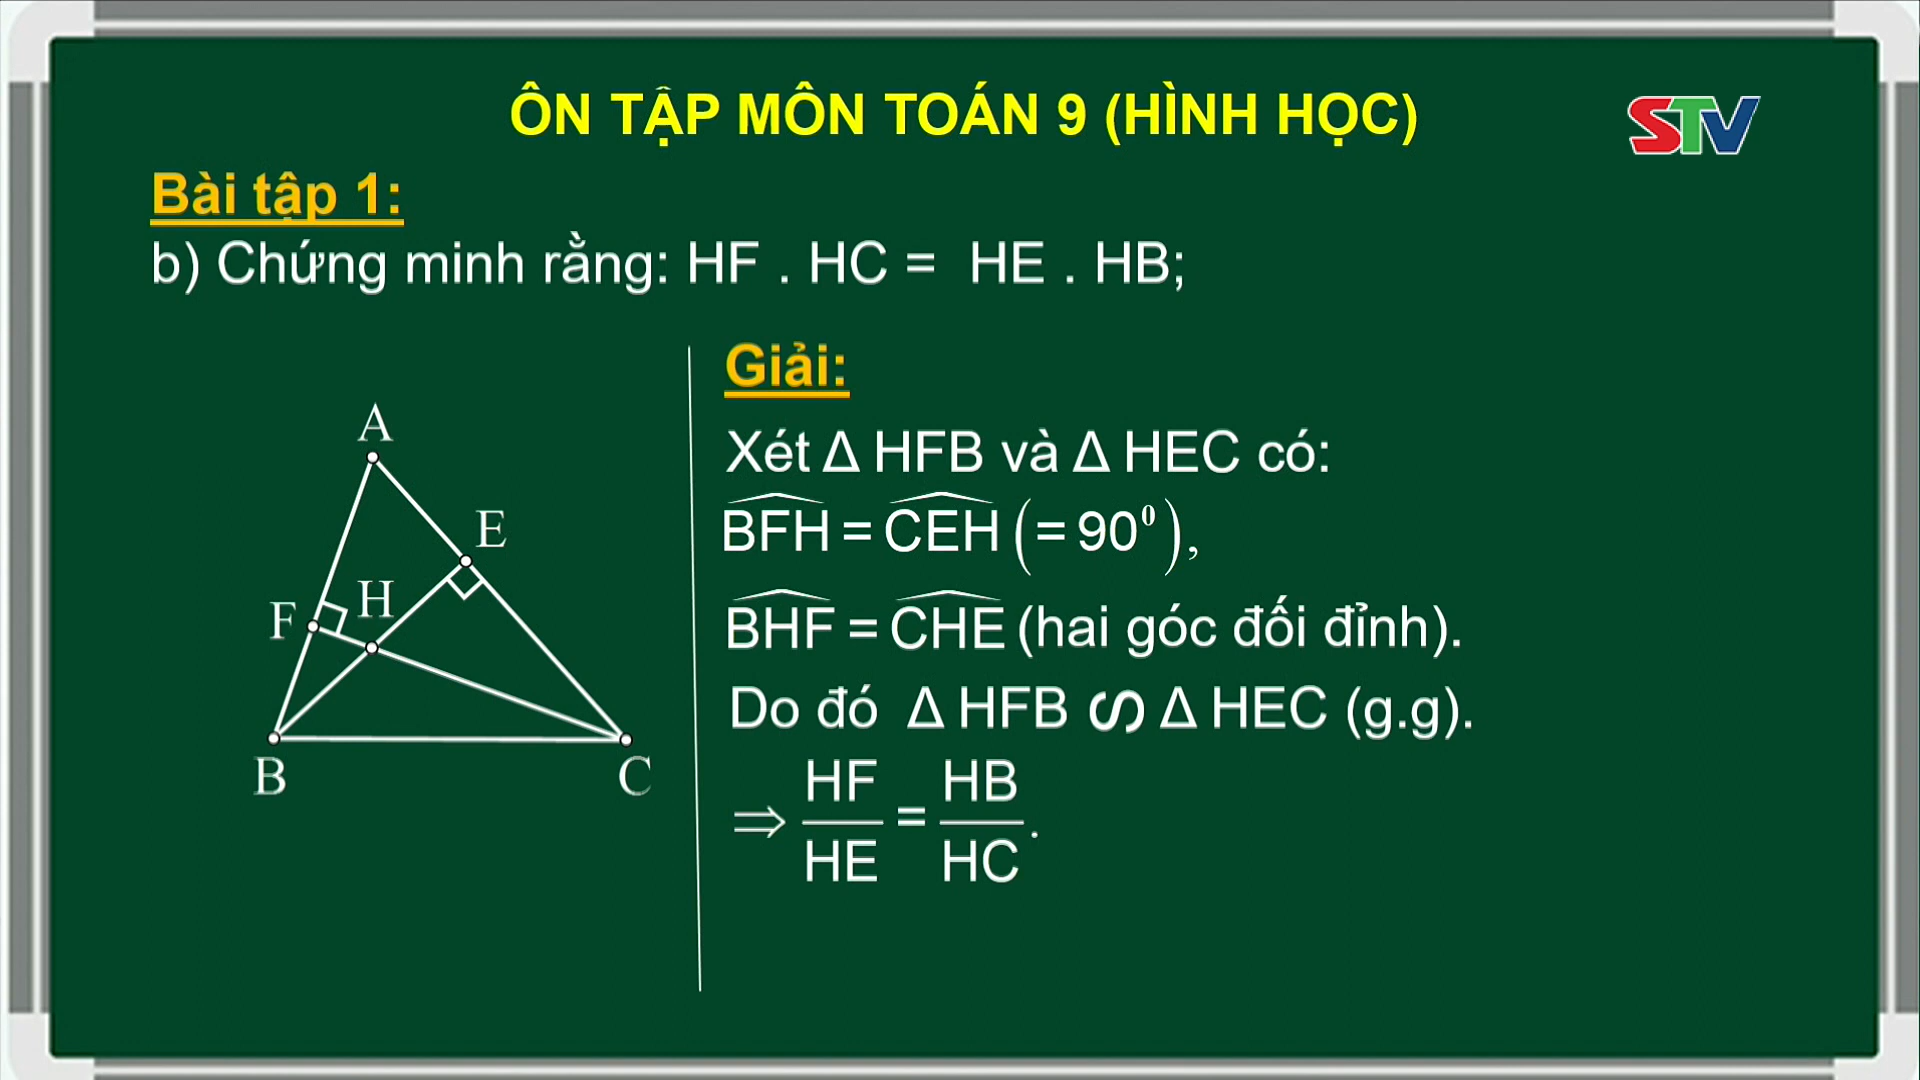 ÔN TẬP MÔN TOÁN 9 (HÌNH HỌC)
STV
Bài tập 1:
b) Chứng minh rằng: HF . HC = HE . HB;
A
E
F
H
B
C
Giải:
Xét Δ HFB và Δ HEC có:
BFH = CEH (= 90⁰),
BHF = CHE (hai góc đối đỉnh).
Do đó Δ HFB ∽ Δ HEC (g.g).
⇒ HF/HE = HB/HC.